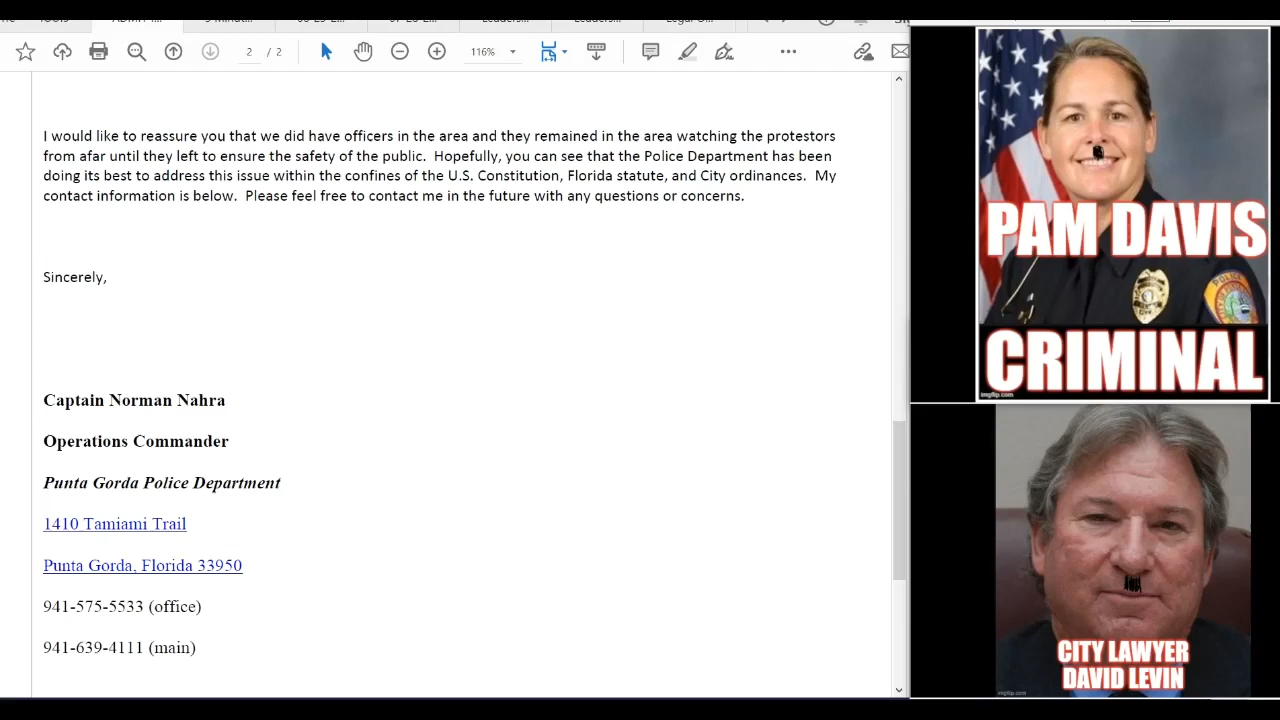 2 / 2
116%
I would like to reassure you that we did have officers in the area and they remained in the area watching the protestors
from afar until they left to ensure the safety of the public. Hopefully, you can see that the Police Department has been
doing its best to address this issue within the confines of the U.S. Constitution, Florida statute, and City ordinances. My
contact information is below. Please feel free to contact me in the future with any questions or concerns.
Sincerely,
Captain Norman Nahra
Operations Commander
Punta Gorda Police Department
1410 Tamiami Trail
Punta Gorda, Florida 33950
941-575-5533 (office)
941-639-4111 (main)
PAM DAVIS
POLICE
CRIMINAL
imgflip.com
CITY LAWYER
DAVID LEVIN
imgflip.com